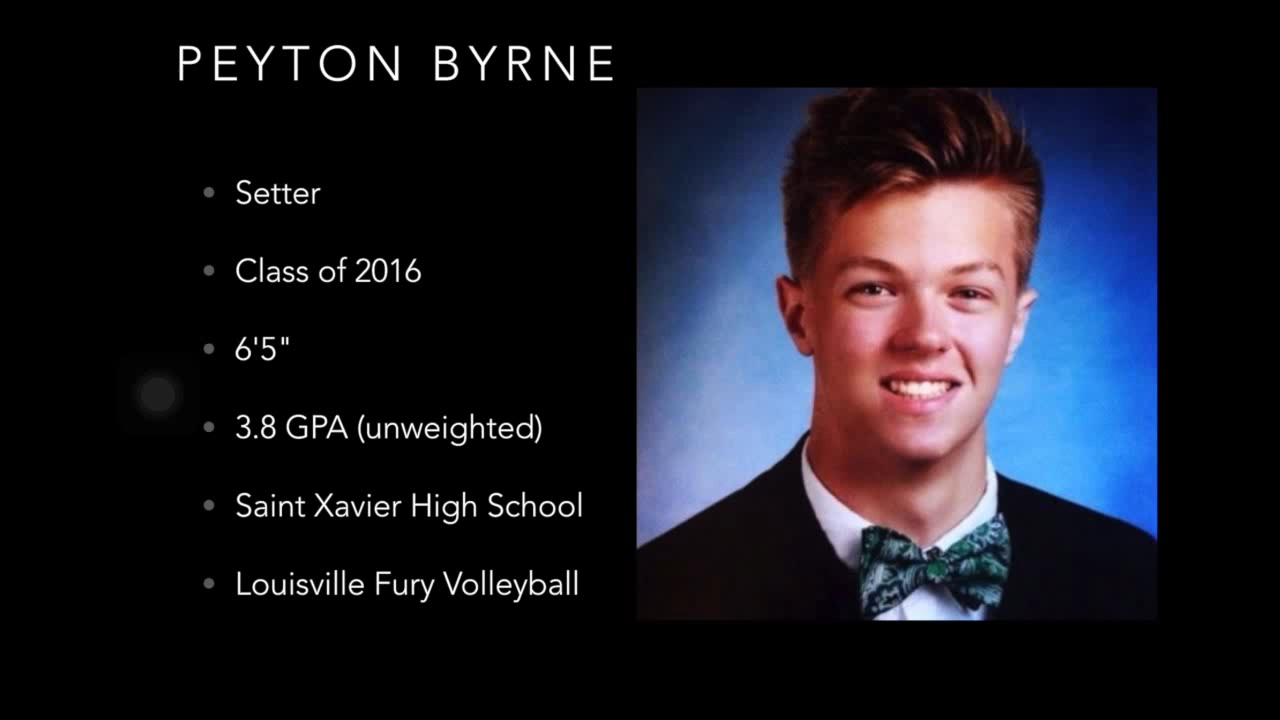 PEYTON BYRNE
Setter
Class of 2016
6'5"
3.8 GPA (unweighted)
Saint Xavier High School
Louisville Fury Volleyball